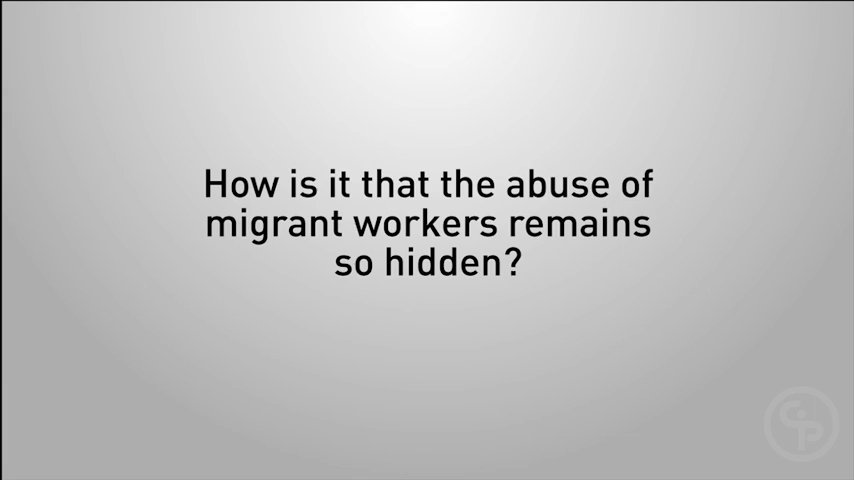 How is it that the abuse of
migrant workers remains
so hidden?